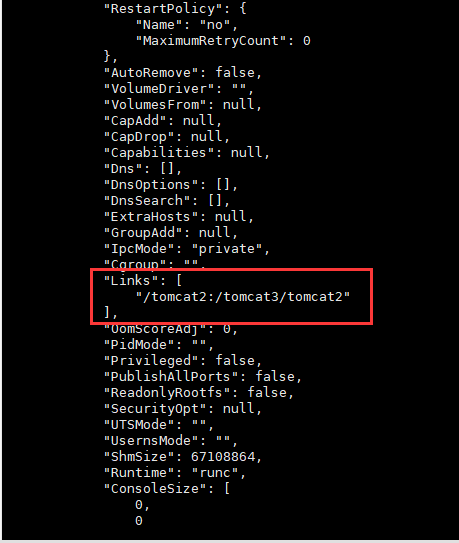 "RestartPolicy": {
"Name": "no",
"MaximumRetryCount": 0
},
"AutoRemove": false,
"VolumeDriver": "",
"VolumesFrom": null,
"CapAdd": null,
"CapDrop": null,
"Capabilities": null,
"Dns": [],
"DnsOptions": [],
"DnsSearch": [],
"ExtraHosts": null,
"GroupAdd": null,
"IpcMode": "private",
"Cgroup": "",
"Links": [
"/tomcat2:/tomcat3/tomcat2"
],
"OomScoreAdj": 0,
"PidMode": "",
"Privileged": false,
"PublishAllPorts": false,
"ReadonlyRootfs": false,
"SecurityOpt": null,
"UTSMode": "",
"UsernsMode": "",
"ShmSize": 67108864,
"Runtime": "runc",
"ConsoleSize": [
0,
0